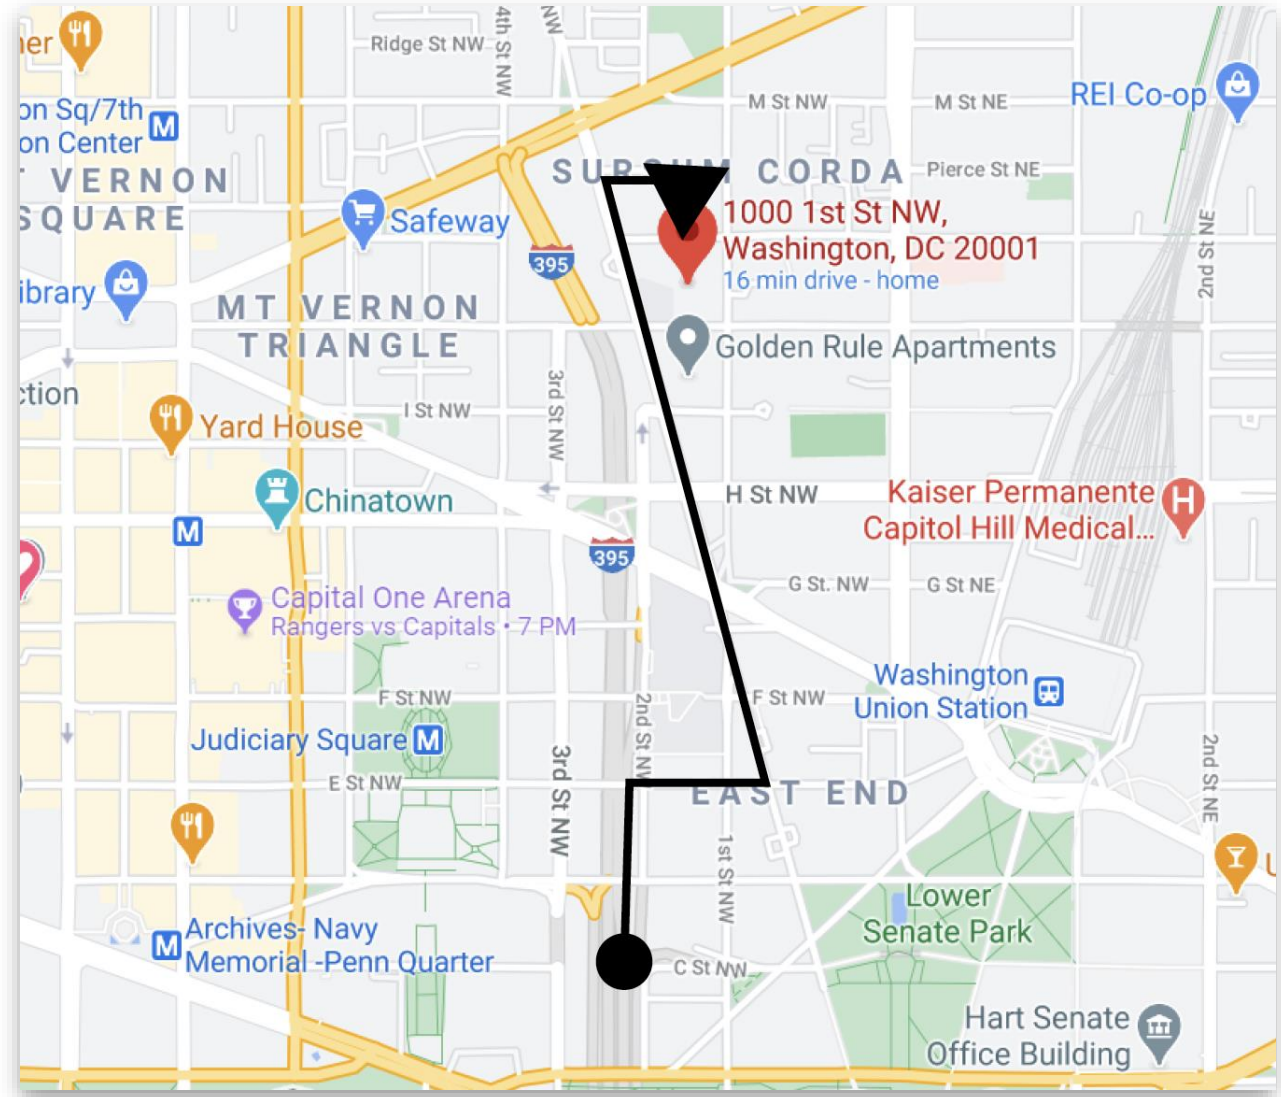 Ridge St NW
4th St NW
NW
M St NW
M St NE
REI Co-op
on Sq/7th
on Center
M
VERNON
SQUARE
CORDA
Pierce St NE
Safeway
1000 1st St NW,
Washington, DC 20001
16 min drive - home
395
2nd St NE
ibrary
MT VERNON
TRIANGLE
Golden Rule Apartments
ction
3rd St NW
I St NW
Yard House
H St NW
Kaiser Permanente
Capitol Hill Medical...
H
Chinatown
M
395
G St. NW
G St NE
Capital One Arena
Rangers vs Capitals • 7 PM
Washington
Union Station
F St NW
F St NW
2nd St NW
Judiciary Square M
E St NW
3rd St NW
EAST END
2nd St NE
1st St NW
Lower
Senate Park
M
Archives- Navy
Memorial -Penn Quarter
C St NW
Hart Senate
Office Building